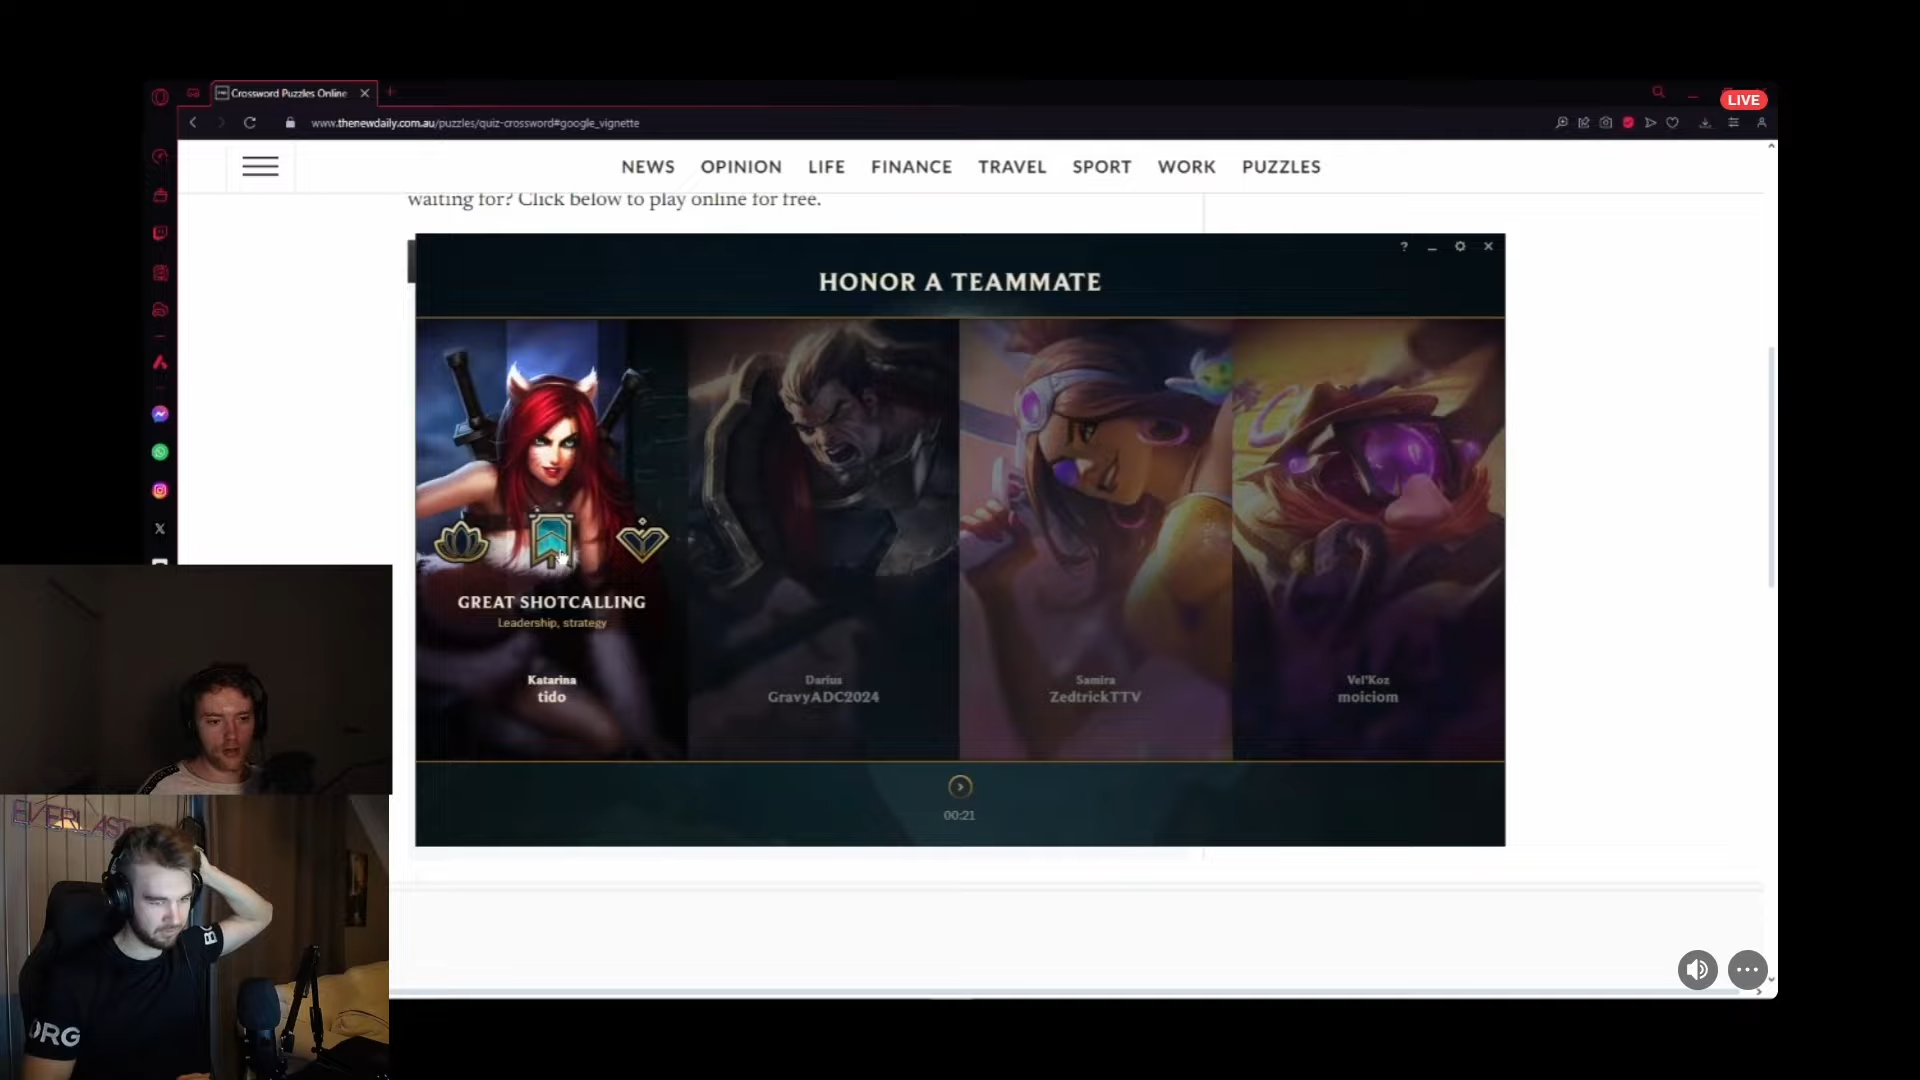 Crossword Puzzles Online
LIVE
www.thenewdaily.com.au/puzzles/quiz-crossword#google_vignette
NEWS OPINION LIFE FINANCE TRAVEL SPORT WORK PUZZLES
waiting for? Click below to play online for free.
HONOR A TEAMMATE
GREAT SHOTCALLING
Leadership, strategy
Katarina
tido
Darius
GravyADC2024
Samira
ZedtrickTTV
Vel'Koz
moiciom
00:21
EVERLAST
ORG